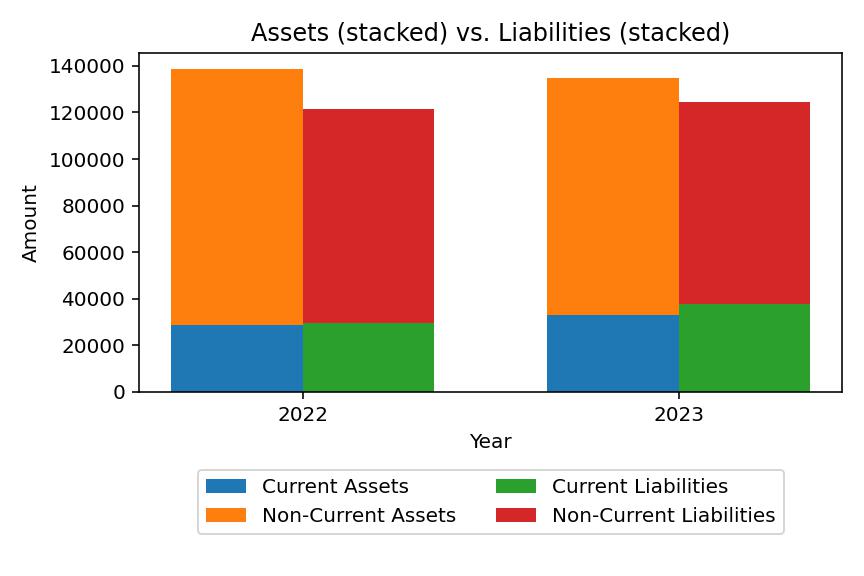 Assets (stacked) vs. Liabilities (stacked)
140000
120000
100000
80000
60000
40000
20000
0
Amount
2022 2023
Year
Current Assets Current Liabilities
Non-Current Assets Non-Current Liabilities